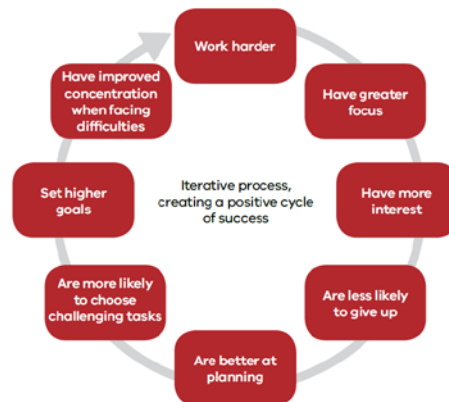 Work harder
Have greater
focus
Have more
interest
Are less likely
to give up
Are better at
planning
Are more likely
to choose
challenging tasks
Set higher
goals
Have improved
concentration
when facing
difficulties
Iterative process,
creating a positive cycle
of success